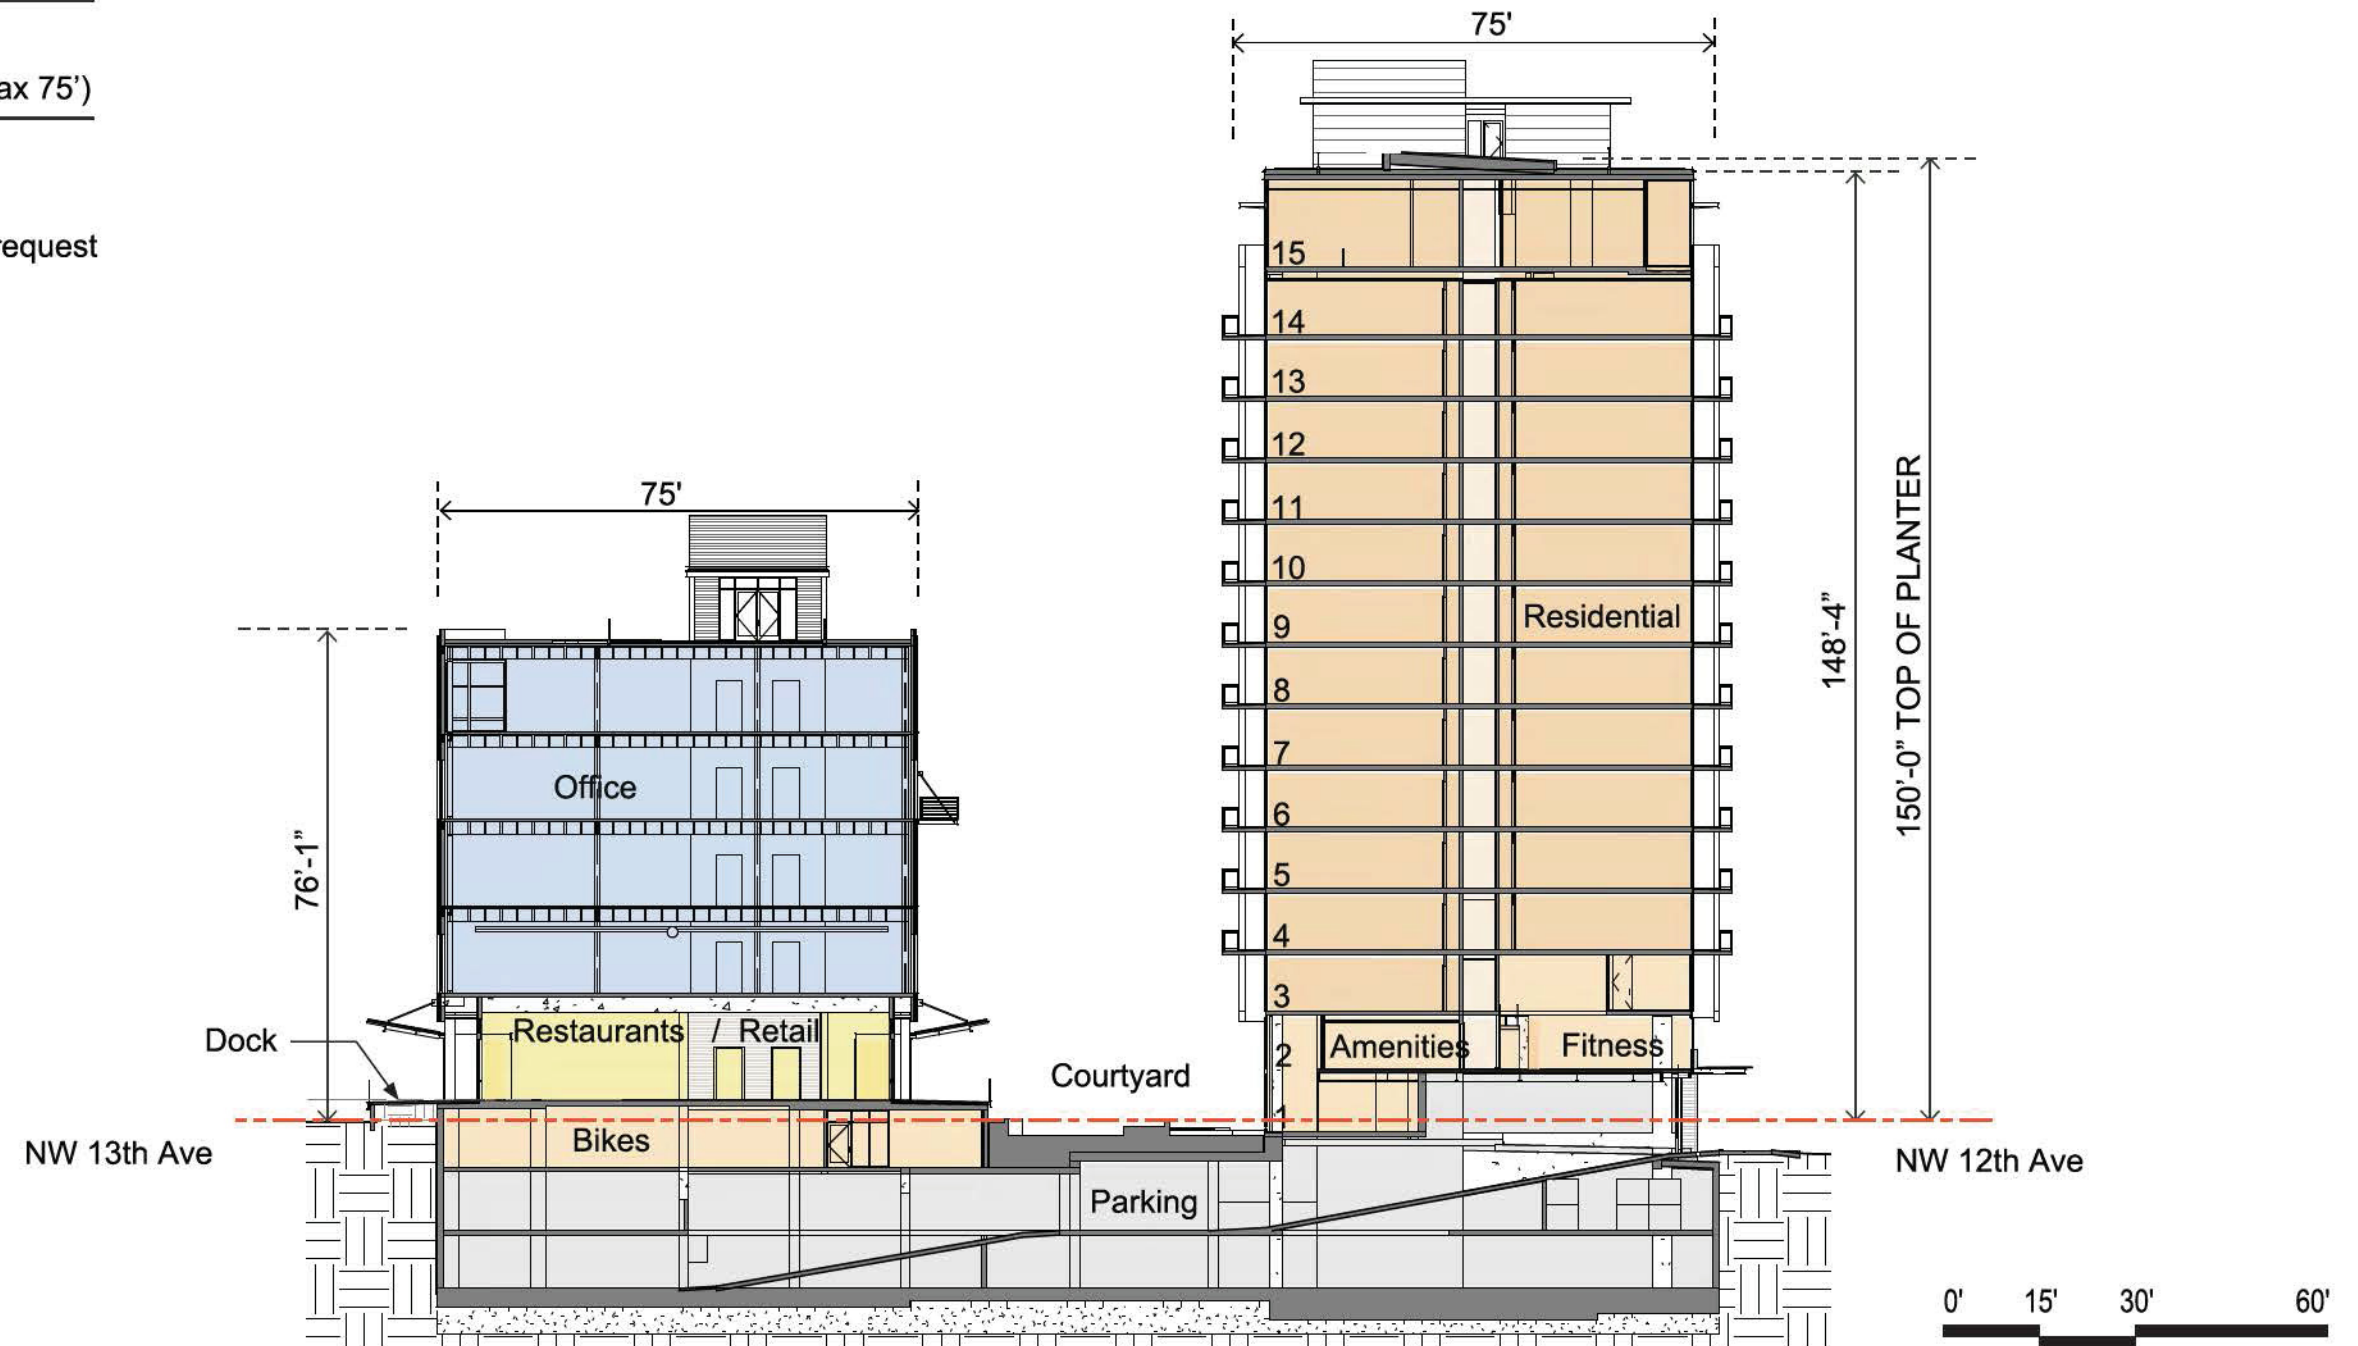 75'
ax 75')
request
15
14
13
12
75'
11
10
9
Residential
150'-0" TOP OF PLANTER
148'-4"
8
7
Office
6
76'-1"
5
4
3
Restaurants / Retail
Dock
2
Amenities
Fitness
Courtyard
1
Bikes
NW 13th Ave
NW 12th Ave
Parking
0' 15' 30' 60'